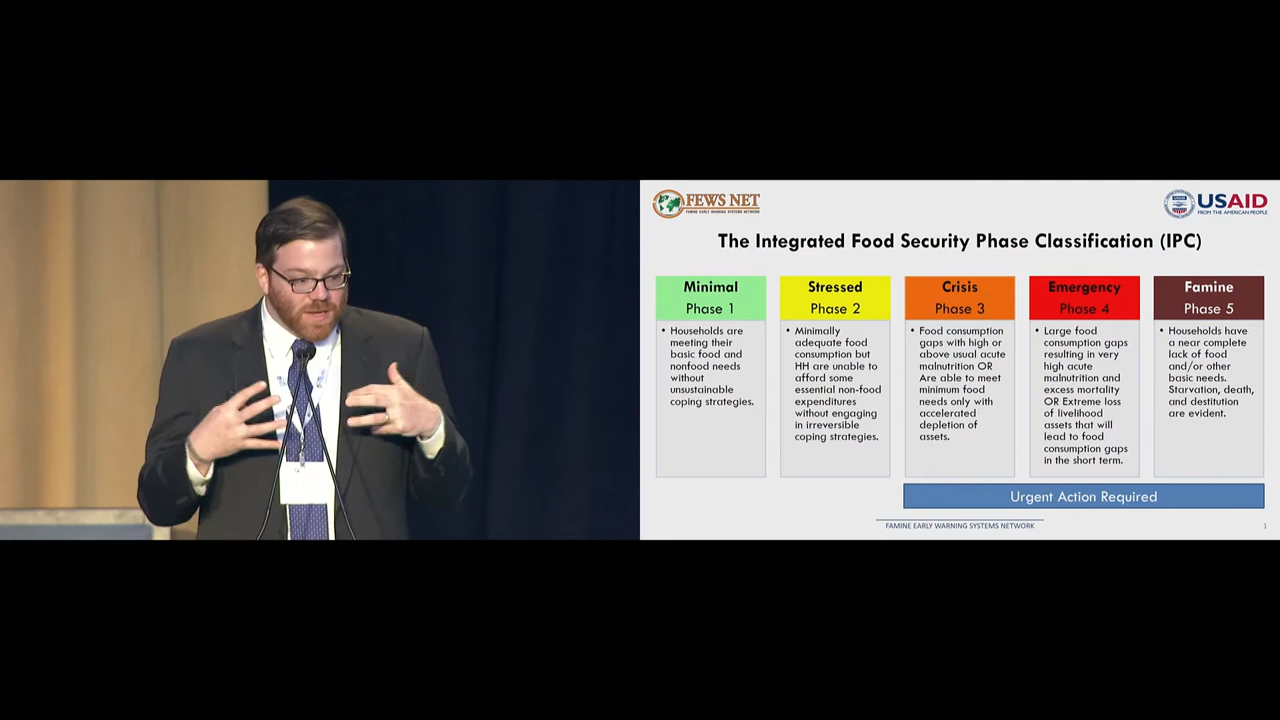 FEWS NET
FAMINE EARLY WARNING SYSTEMS NETWORK
USAID
FROM THE AMERICAN PEOPLE
The Integrated Food Security Phase Classification (IPC)
Minimal
Phase 1
• Households are
meeting their
basic food and
nonfood needs
without
unsustainable
coping strategies.
Stressed
Phase 2
• Minimally
adequate food
consumption but
HH are unable to
afford some
essential non-food
expenditures
without engaging
in irreversible
coping strategies.
Crisis
Phase 3
• Food consumption
gaps with high or
above usual acute
malnutrition OR
Are able to meet
minimum food
needs only with
accelerated
depletion of
assets.
Emergency
Phase 4
• Large food
consumption gaps
resulting in very
high acute
malnutrition and
excess mortality
OR Extreme loss
of livelihood
assets that will
lead to food
consumption gaps
in the short term.
Famine
Phase 5
• Households have
a near complete
lack of food
and/or other
basic needs.
Starvation, death,
and destitution
are evident.
Urgent Action Required
FAMINE EARLY WARNING SYSTEMS NETWORK
1